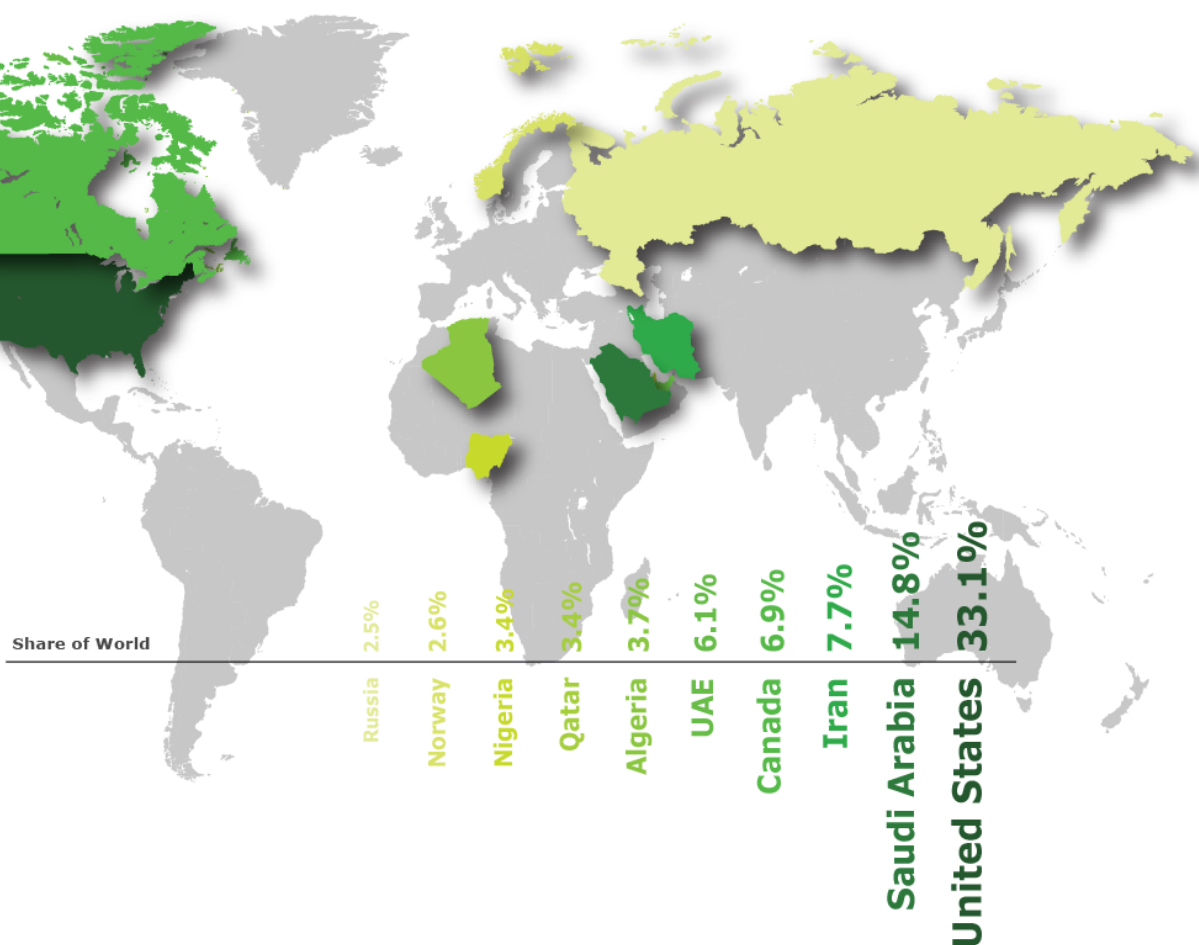 Share of World
2.5%
2.6%
3.4%
3.4%
3.7%
6.1%
6.9%
7.7%
14.8%
33.1%
Russia
Norway
Nigeria
Qatar
Algeria
UAE
Canada
Iran
Saudi Arabia
United States